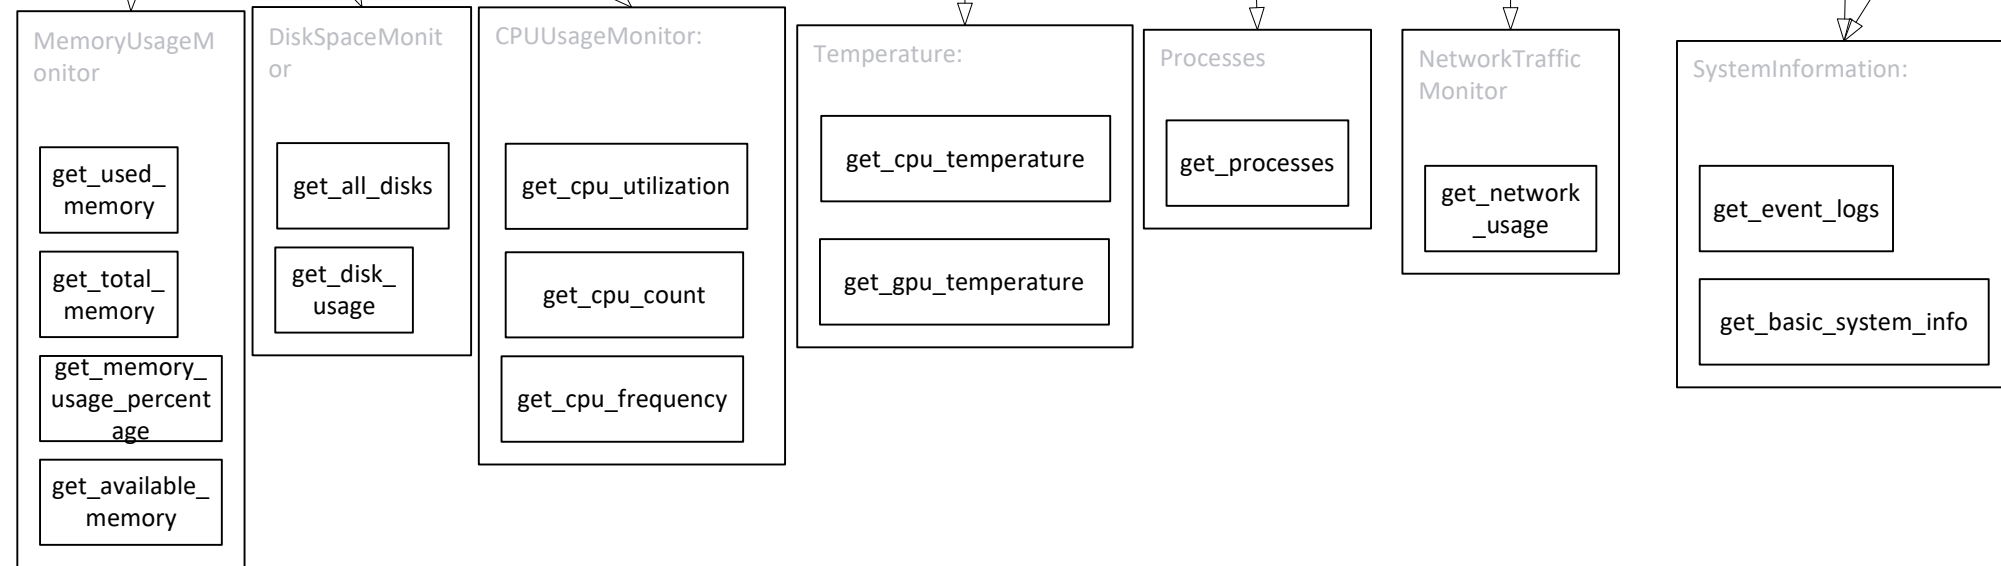 MemoryUsageM
onitor
get_used_
memory
get_total_
memory
get_memory_
usage_percent
age
get_available_
memory
DiskSpaceMonit
or
get_all_disks
get_disk_
usage
CPUUsageMonitor:
get_cpu_utilization
get_cpu_count
get_cpu_frequency
Temperature:
get_cpu_temperature
get_gpu_temperature
Processes
get_processes
NetworkTraffic
Monitor
get_network
_usage
SystemInformation:
get_event_logs
get_basic_system_info